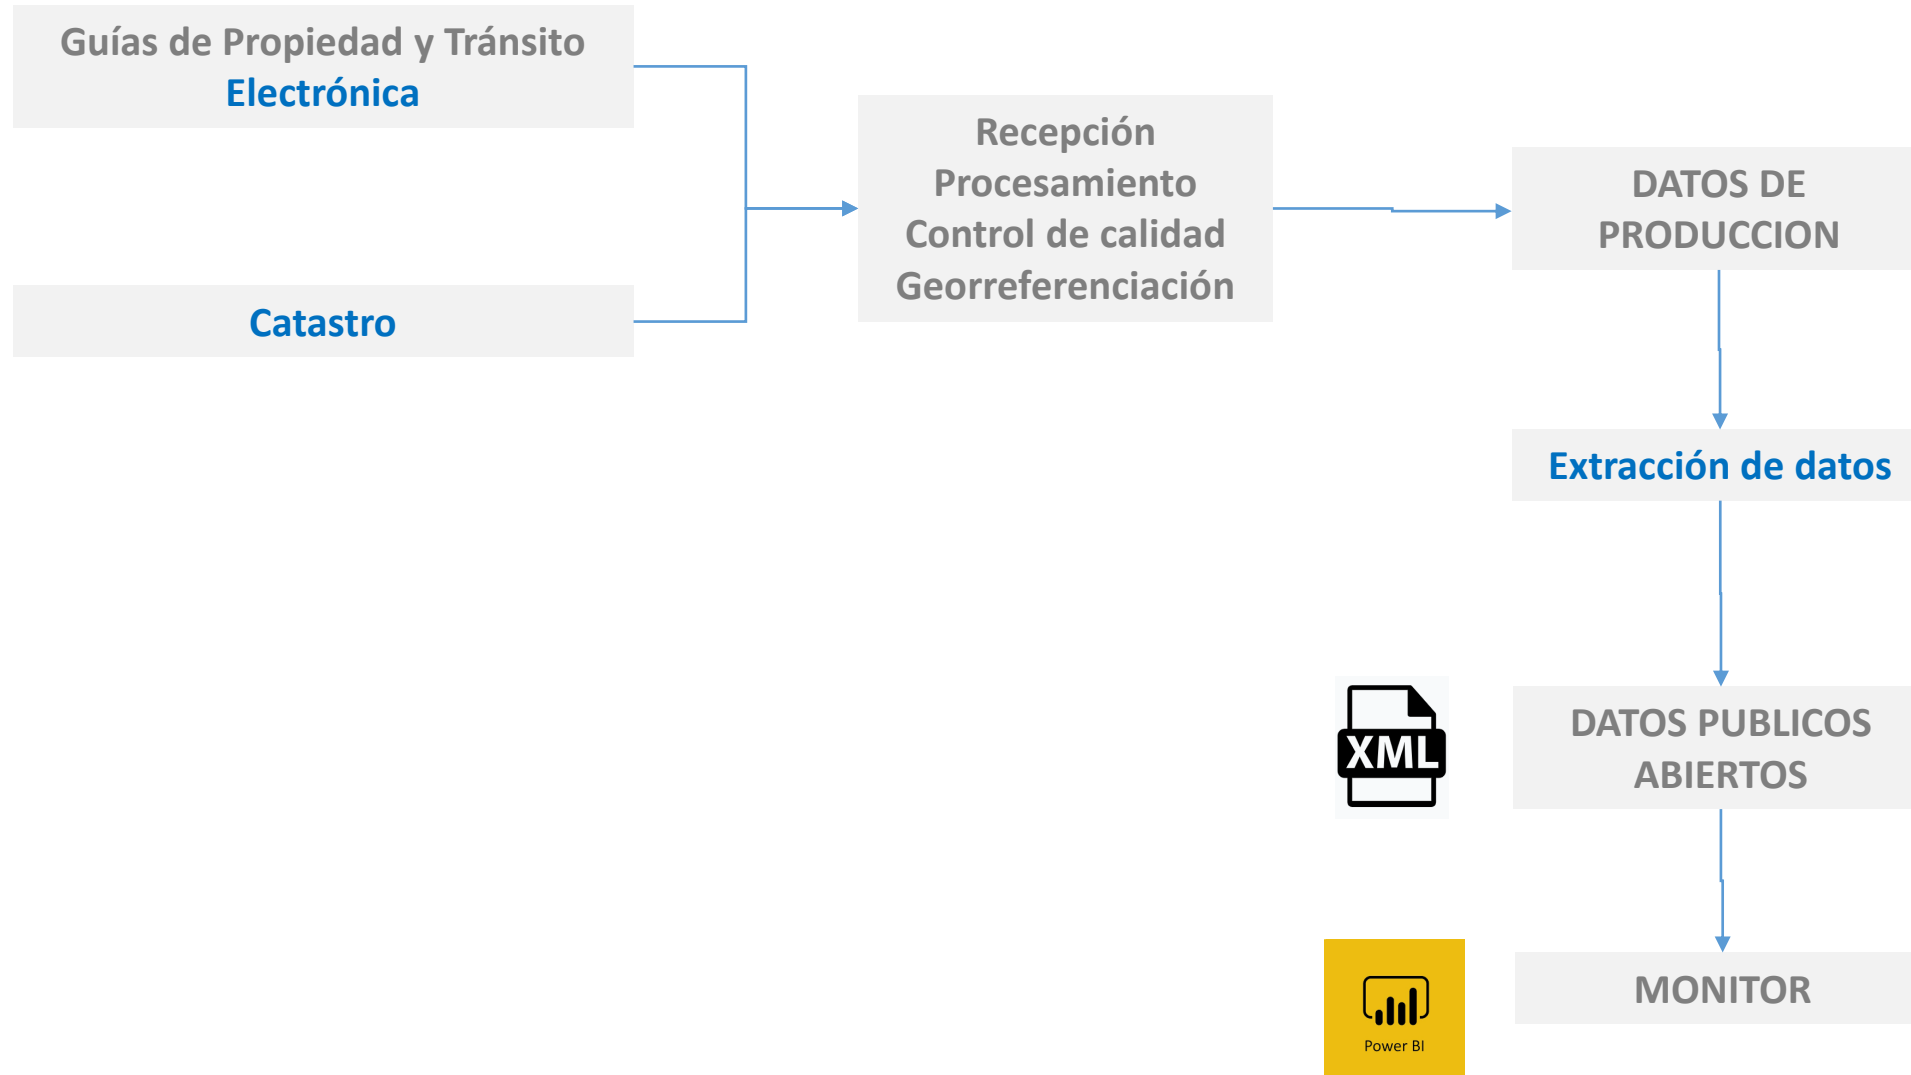 Guías de Propiedad y Tránsito
Electrónica
Catastro
Recepción
Procesamiento
Control de calidad
Georreferenciación
DATOS DE
PRODUCCION
Extracción de datos
XML
DATOS PUBLICOS
ABIERTOS
Power BI
MONITOR